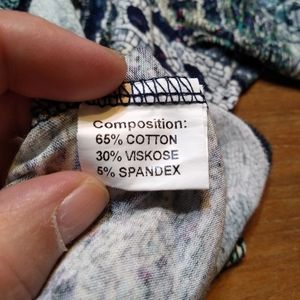 Composition:
65% COTTON
30% VISKOSE
5% SPANDEX